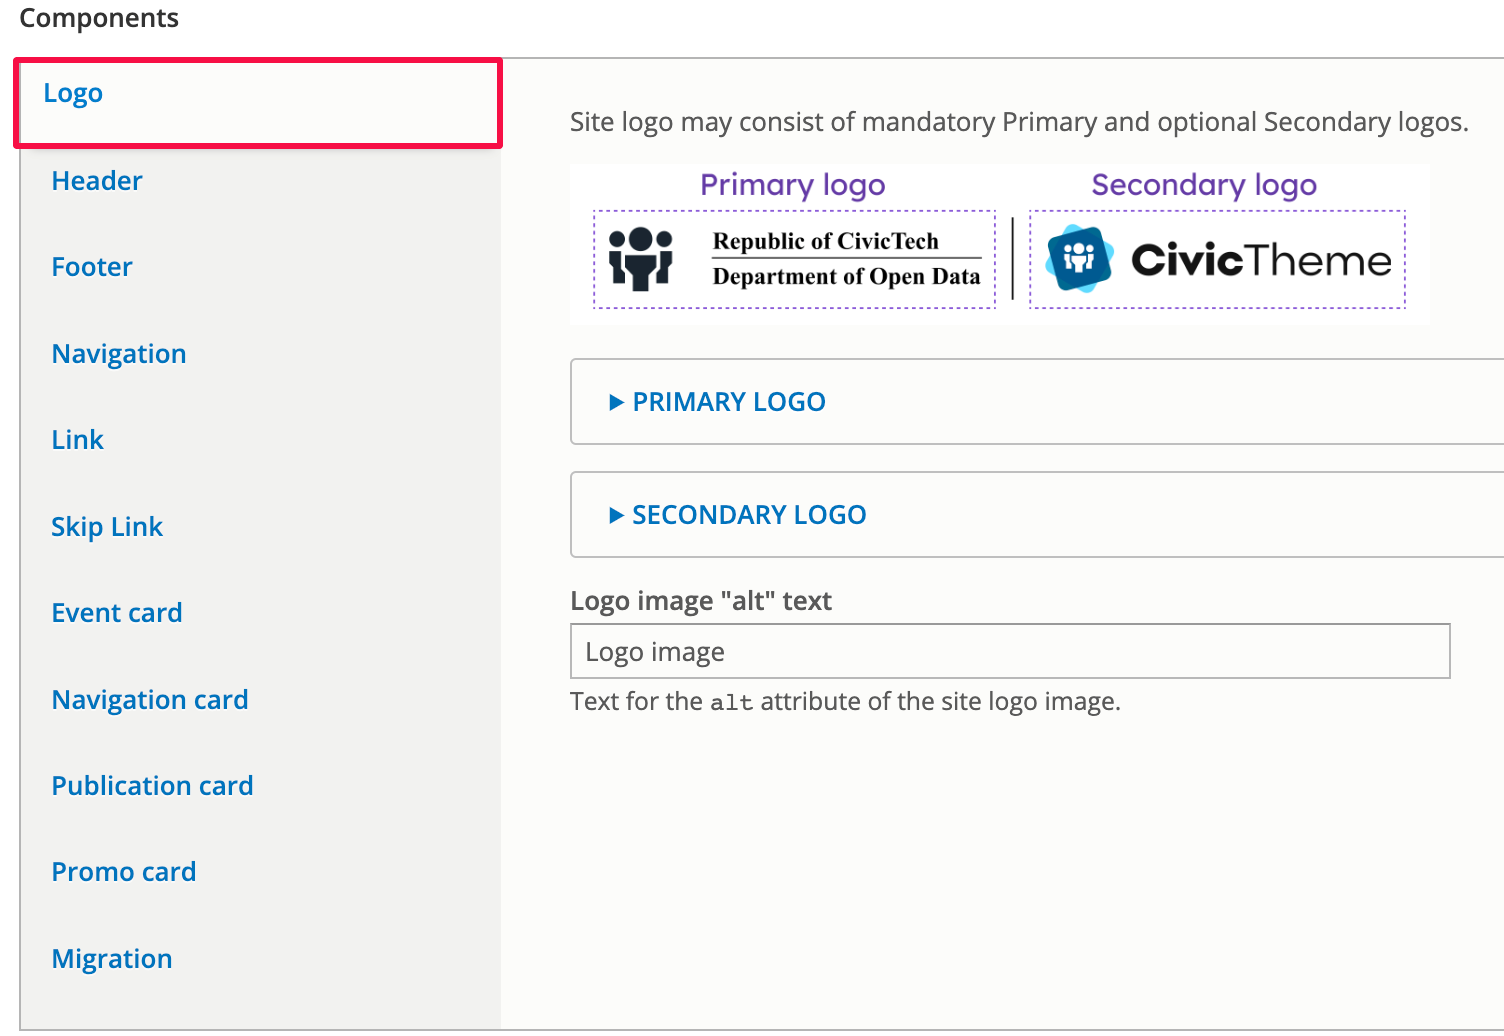 Components
Logo
Header
Footer
Navigation
Link
Skip Link
Event card
Navigation card
Publication card
Promo card
Migration
Site logo may consist of mandatory Primary and optional Secondary logos.
Primary logo
Republic of CivicTech
Department of Open Data
Secondary logo
CivicTheme
PRIMARY LOGO
SECONDARY LOGO
Logo image "alt" text
Logo image
Text for the alt attribute of the site logo image.